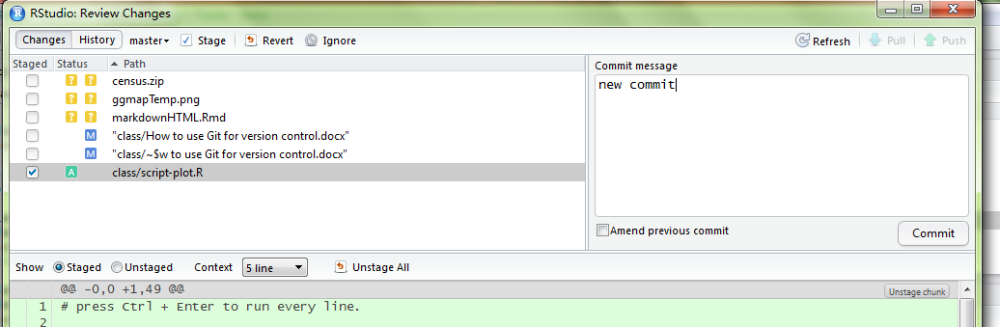 RStudio: Review Changes
Changes History master Stage Revert Ignore Refresh Pull Push
Staged Status Path
? ? census.zip
? ? ggmapTemp.png
? ? markdownHTML.Rmd
M "class/How to use Git for version control.docx"
M "class/~$w to use Git for version control.docx"
A class/script-plot.R
Commit message
new commit
Amend previous commit
Commit
Show Staged Unstaged Context 5 line Unstage All
@@ -0,0 +1,49 @@ Unstage chunk
1 # press Ctrl + Enter to run every line.
2